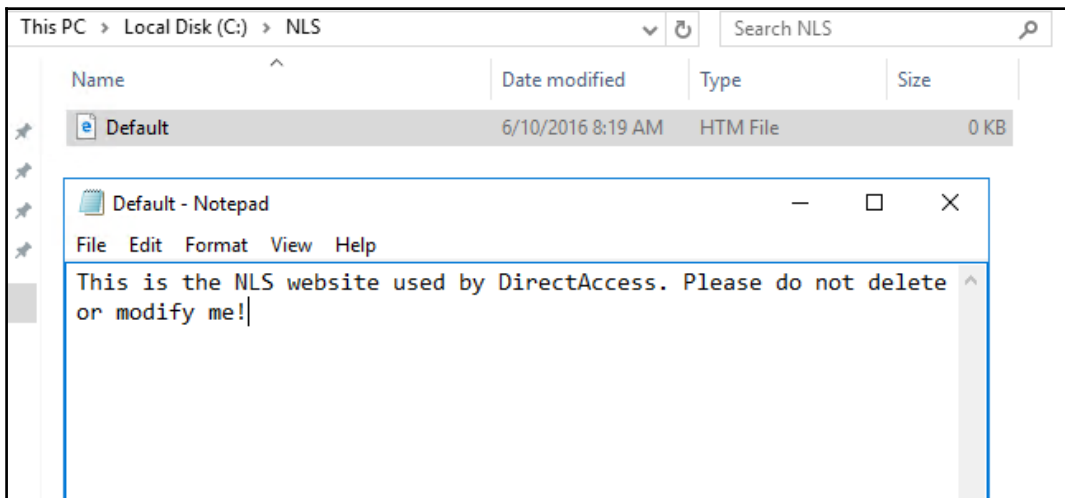 This PC > Local Disk (C:) > NLS
Search NLS
Name Date modified Type Size
Default 6/10/2016 8:19 AM HTM File 0 KB
Default - Notepad
File Edit Format View Help
This is the NLS website used by DirectAccess. Please do not delete
or modify me!